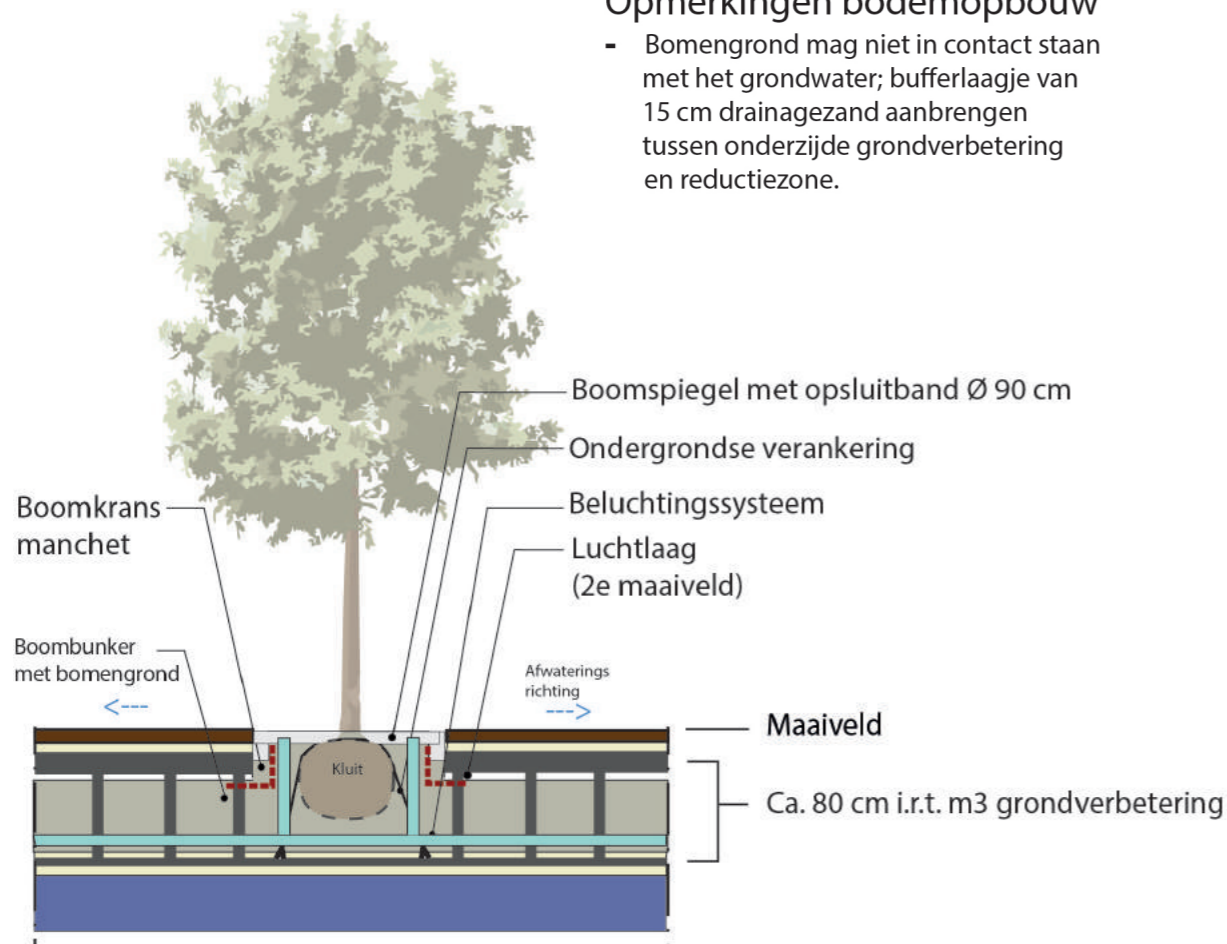 Opmerkingen bodemopbouw
- Bomengrond mag niet in contact staan
met het grondwater; bufferlaagje van
15 cm drainagezand aanbrengen
tussen onderzijde grondverbetering
en reductiezone.
Boomspiegel met opsluitband Ø 90 cm
Ondergrondse verankering
Beluchtingssysteem
Luchtlaag
(2e maaiveld)
Boomkrans
manchet
Boombunker
met bomengrond
<---
Afwaterings
richting
--->
Maaiveld
Kluit
Ca. 80 cm i.r.t. m3 grondverbetering